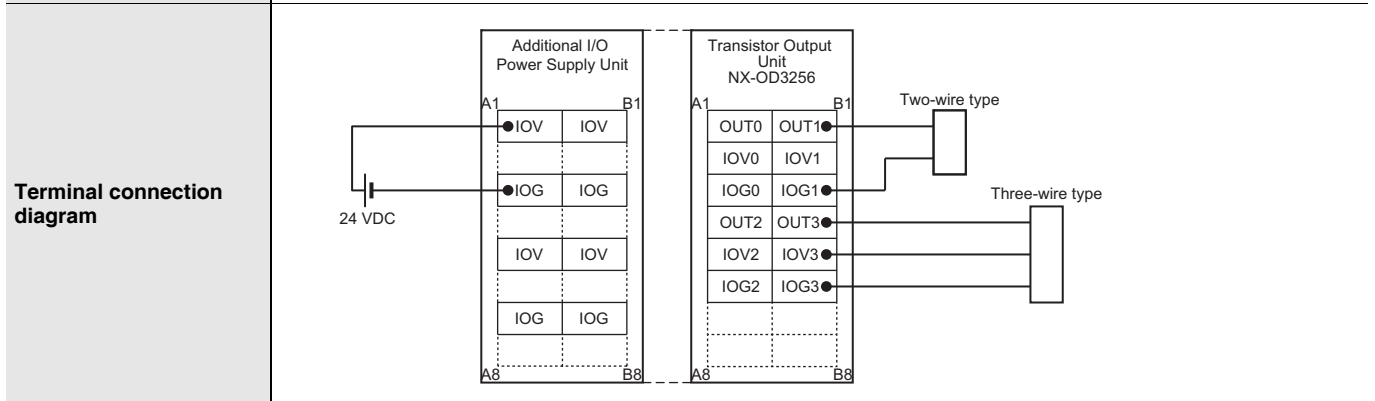 Terminal connection
diagram
Additional I/O
Power Supply Unit
A1 B1
IOV IOV
IOG IOG
IOV IOV
IOG IOG
A8 B8
24 VDC
Transistor Output
Unit
NX-OD3256
A1 B1
OUT0 OUT1
IOV0 IOV1
IOG0 IOG1
OUT2 OUT3
IOV2 IOV3
IOG2 IOG3
A8 B8
Two-wire type
Three-wire type